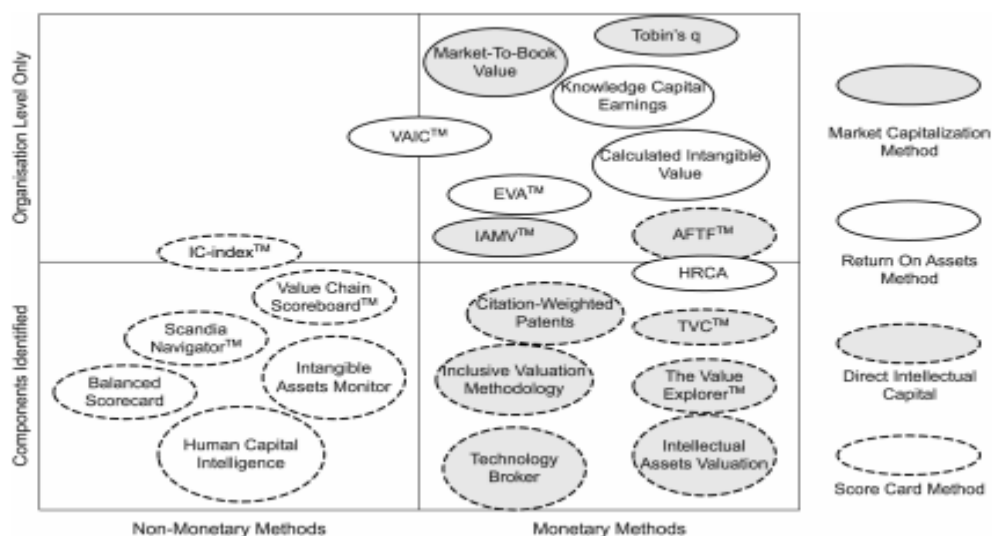 Organisation Level Only
Components Identified
Tobin's q
Market-To-Book
Value
Knowledge Capital
Earnings
VAIC™
Calculated Intangible
Value
EVA™
IAMV™
AFTF™
IC-index™
HRCA
Value Chain
Scoreboard™
Citation-Weighted
Patents
TVC™
Scandia
Navigator™
Intangible
Assets Monitor
Inclusive Valuation
Methodology
The Value
Explorer™
Balanced
Scorecard
Human Capital
Intelligence
Technology
Broker
Intellectual
Assets Valuation
Non-Monetary Methods
Monetary Methods
Market Capitalization
Method
Return On Assets
Method
Direct Intellectual
Capital
Score Card Method